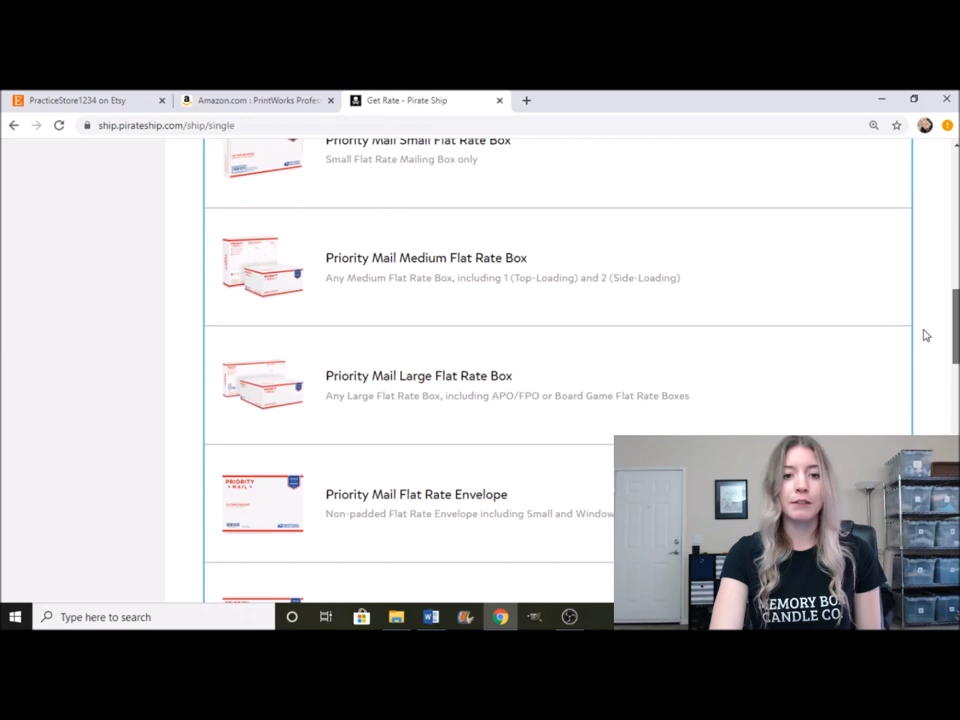 PracticeStore1234 on Etsy
Amazon.com : PrintWorks Profes
Get Rate - Pirate Ship
ship.pirateship.com/ship/single
Priority Mail Small Flat Rate Box
Small Flat Rate Mailing Box only
Priority Mail Medium Flat Rate Box
Any Medium Flat Rate Box, including 1 (Top-Loading) and 2 (Side-Loading)
Priority Mail Large Flat Rate Box
Any Large Flat Rate Box, including APO/FPO or Board Game Flat Rate Boxes
PRIORITY
MAIL
Priority Mail Flat Rate Envelope
Non-padded Flat Rate Envelope including Small and Window
MEMORY BO
CANDLE CO.
Type here to search